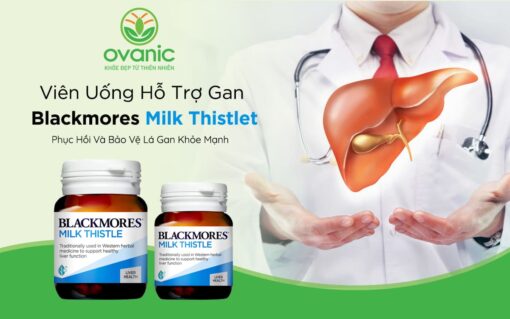 ovanic
KHỎE ĐẸP TỪ THIÊN NHIÊN
Viên Uống Hỗ Trợ Gan
Blackmores Milk Thistlet
Phục Hồi Và Bảo Vệ Lá Gan Khỏe Mạnh
BLACKMORES
MILK THISTLE
Traditionally used in Western herbal
medicine to support healthy
liver function
LIVER
HEALTH
BLACKMORES
MILK THISTLE
Traditionally used in Western herbal
medicine to support healthy
liver function
LIVER
HEALTH